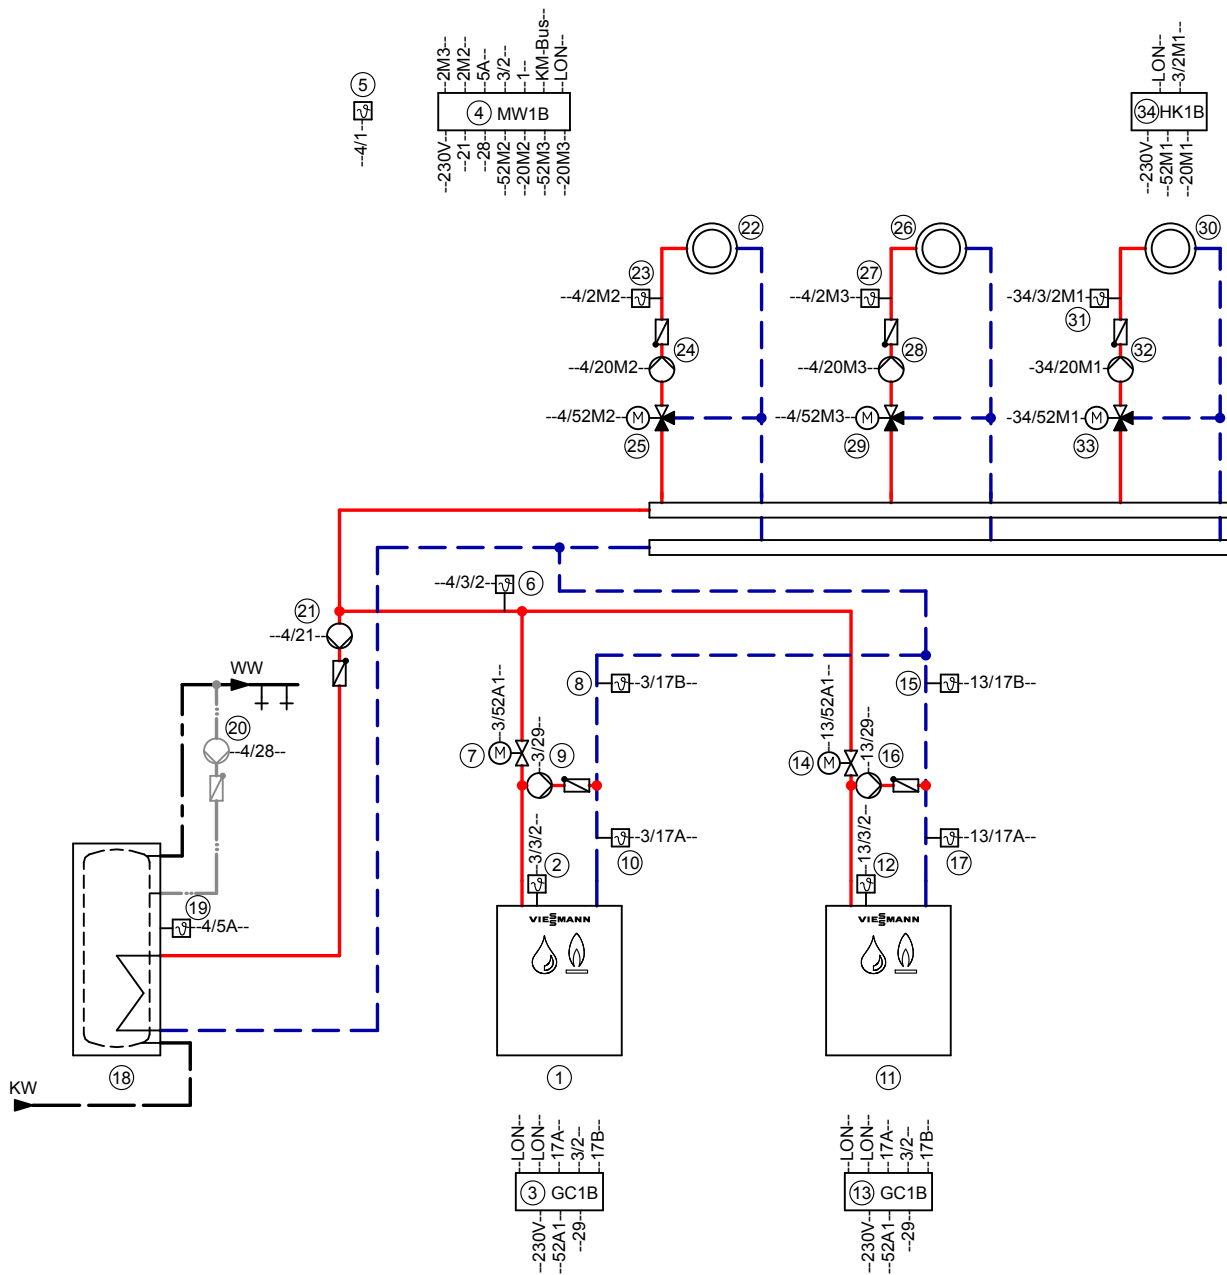 5
--4/1--
--2M3--
--2M2--
--5A--
--3/2--
--1--
--KM-Bus--
--LON--
4 MW1B
--230V--
--21--
--28--
--52M2--
--20M2--
--52M3--
--20M3--
--LON--
--3/2M1--
34 HK1B
--230V--
--52M1--
--20M1--
22
26
30
23
27
--4/2M2--
--4/2M3--
-34/3/2M1-
31
24
28
32
--4/20M2--
--4/20M3--
-34/20M1-
--4/52M2-- M
--4/52M3-- M
-34/52M1- M
25
29
33
--4/3/2-- 6
21
--4/21--
WW
8 --3/17B--
15 --13/17B--
20
--4/28--
--3/52A1--
7 M
--3/29--
9
--13/52A1--
14 M
--13/29--
16
--3/17A--
10
--13/17A--
17
--3/3/2--
2
--13/3/2--
12
19
--4/5A--
VIESSMANN
VIESSMANN
18
1
11
KW
--LON--
--LON--
--17A--
--3/2--
--17B--
3 GC1B
--230V--
--52A1--
--29--
--LON--
--LON--
--17A--
--3/2--
--17B--
13 GC1B
--230V--
--52A1--
--29--